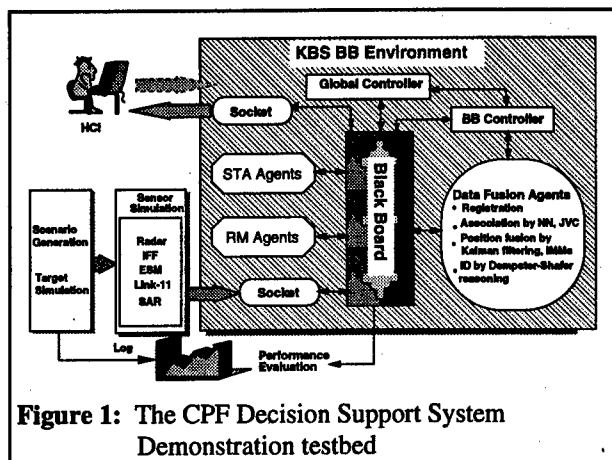 KBS BB Environment
Global Controller
HCI
Socket
BB Controller
STA Agents
Black Board
Data Fusion Agents
• Registration
• Association by NN, JVC
• Position fusion by
Kalman filtering, IMMs
• ID by Dempster-Shafer
reasoning
Scenario
Generation
Target
Simulation
Sensor
Simulation
Radar
IFF
ESM
Link-11
SAR
RM Agents
Socket
Log
Performance
Evaluation
Figure 1: The CPF Decision Support System
Demonstration testbed